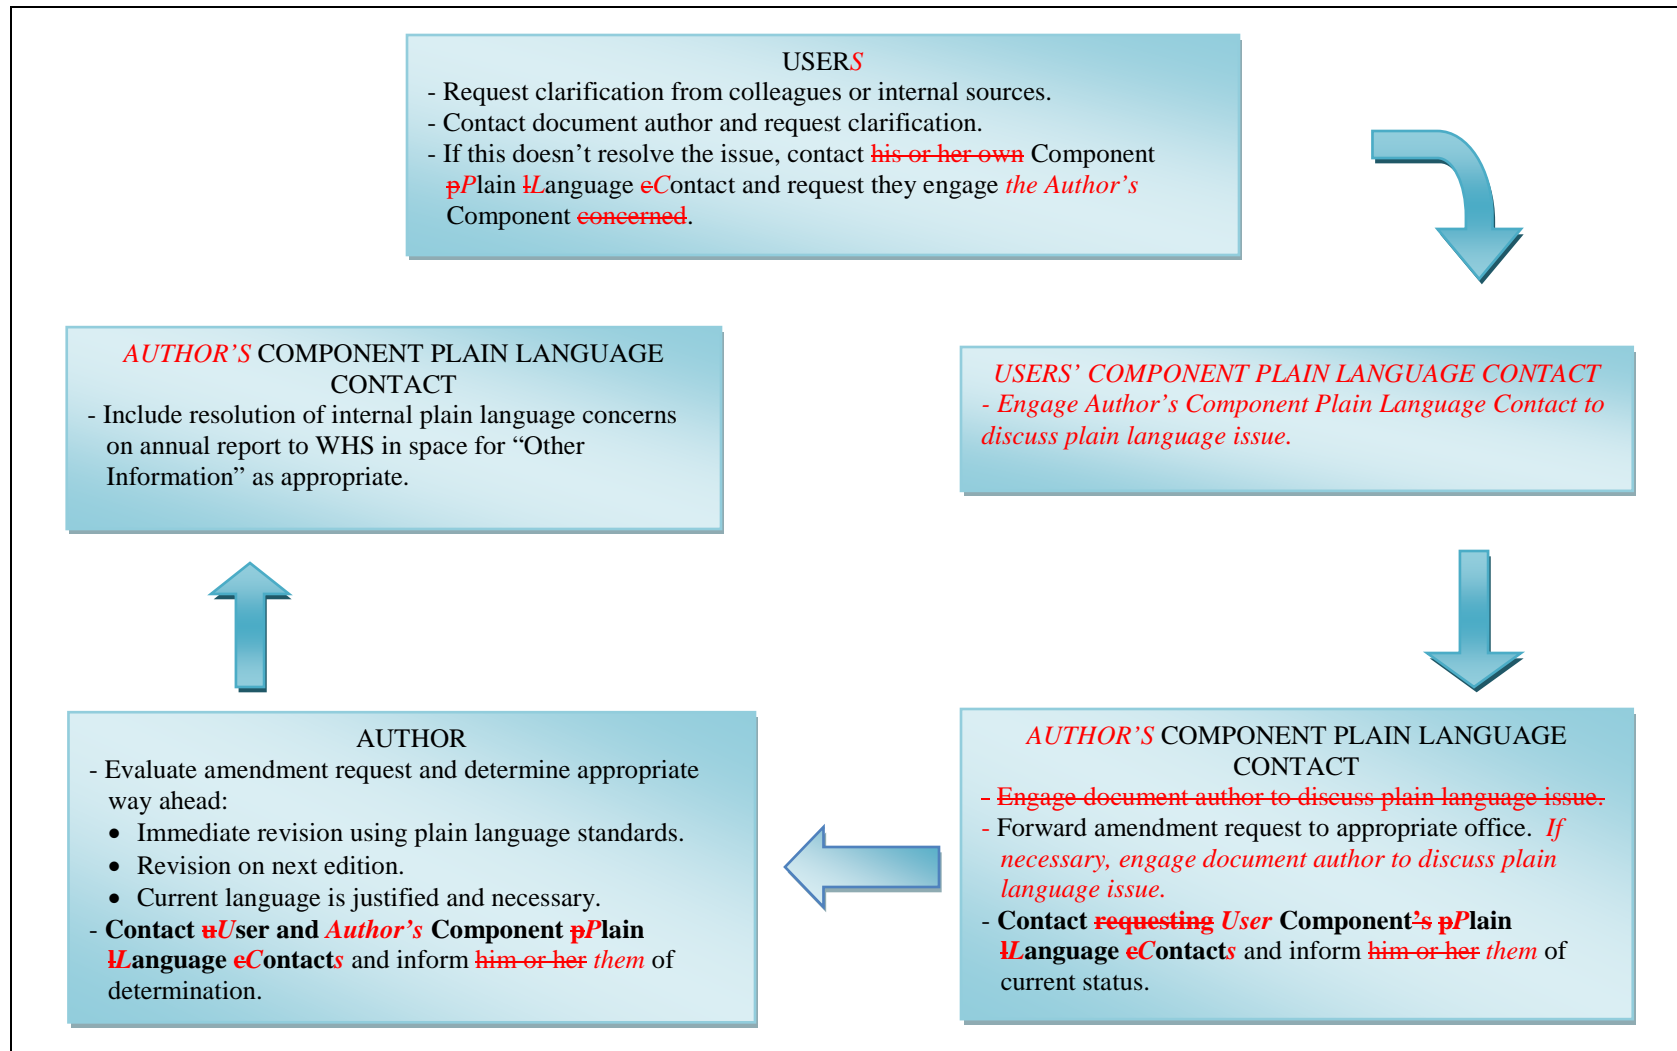 USERS
- Request clarification from colleagues or internal sources.
- Contact document author and request clarification.
- If this doesn’t resolve the issue, contact his or her own Component
pPlain lLanguage cContact and request they engage the Author’s
Component concerned.
USERS’ COMPONENT PLAIN LANGUAGE CONTACT
- Engage Author’s Component Plain Language Contact to
discuss plain language issue.
AUTHOR’S COMPONENT PLAIN LANGUAGE
CONTACT
- Engage document author to discuss plain language issue.
- Forward amendment request to appropriate office.  If
necessary, engage document author to discuss plain
language issue.
- Contact requesting User Component’s pPlain
lLanguage cContacts and inform him or her them of
current status.
AUTHOR
- Evaluate amendment request and determine appropriate
way ahead:
• Immediate revision using plain language standards.
• Revision on next edition.
• Current language is justified and necessary.
- Contact uUser and Author’s Component pPlain
lLanguage cContacts and inform him or her them of
determination.
AUTHOR’S COMPONENT PLAIN LANGUAGE
CONTACT
- Include resolution of internal plain language concerns
on annual report to WHS in space for “Other
Information” as appropriate.